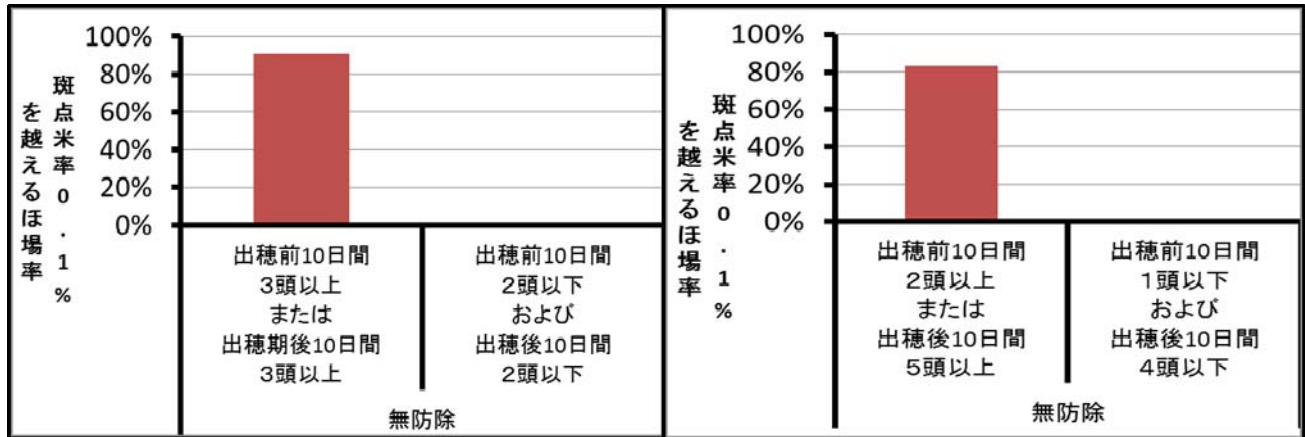 斑点米率0.1%
を越えるほ場率
100%
80%
60%
40%
20%
0%
出穂前10日間
3頭以上
または
出穂期後10日間
3頭以上
出穂前10日間
2頭以下
および
出穂後10日間
2頭以下
無防除
斑点米率0.1%
を越えるほ場率
100%
80%
60%
40%
20%
0%
出穂前10日間
2頭以上
または
出穂後10日間
5頭以上
出穂前10日間
1頭以下
および
出穂後10日間
4頭以下
無防除